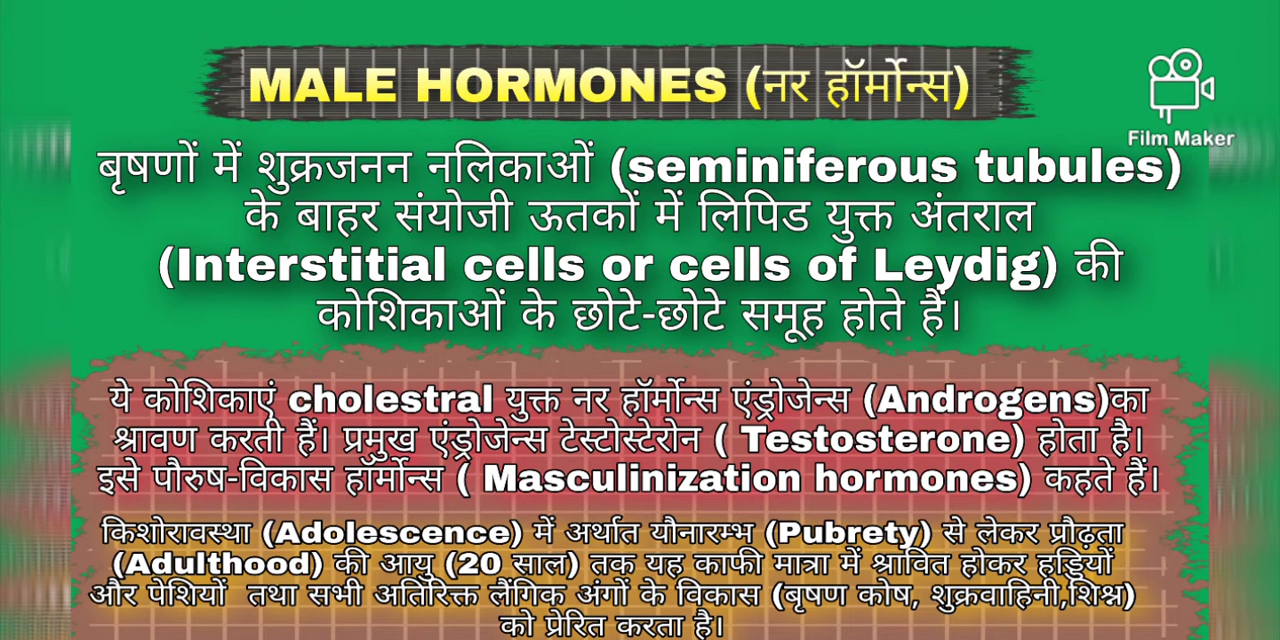 MALE HORMONES (नर हॉर्मोन्स)
Film Maker
बृषणों में शुक्रजनन नलिकाओं (seminiferous tubules)
के बाहर संयोजी ऊतकों में लिपिड युक्त अंतराल
(Interstitial cells or cells of Leydig) की
कोशिकाओं के छोटे-छोटे समूह होते हैं।
ये कोशिकाएं cholestral युक्त नर हॉर्मोन्स एंड्रोजेन्स (Androgens)का
श्रावण करती हैं। प्रमुख एंड्रोजेन्स टेस्टोस्टेरोन ( Testosterone) होता है।
इसे पौरुष-विकास हॉर्मोन्स ( Masculinization hormones) कहते हैं।
किशोरावस्था (Adolescence) में अर्थात यौनारम्भ (Pubrety) से लेकर प्रौढ़ता
(Adulthood) की आयु (20 साल) तक यह काफी मात्रा में श्रावित होकर हड्डियों
और पेशियों तथा सभी अतिरिक्त लैंगिक अंगों के विकास (बृषण कोष, शुक्रवाहिनी,शिश्न)
को प्रेरित करता है।